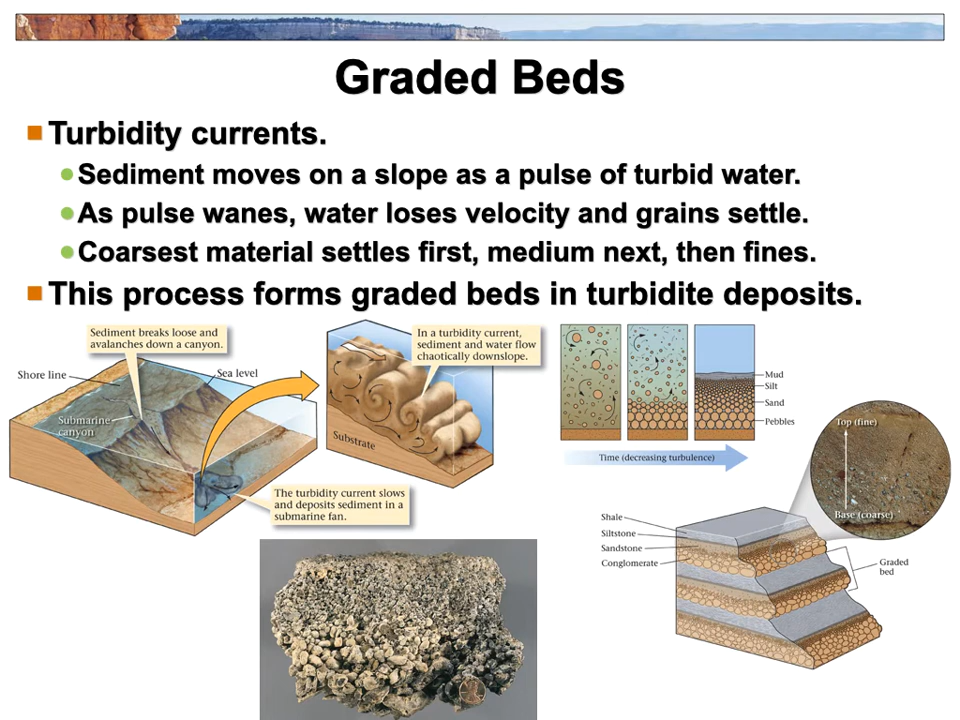 Graded Beds
Turbidity currents.
Sediment moves on a slope as a pulse of turbid water.
As pulse wanes, water loses velocity and grains settle.
Coarsest material settles first, medium next, then fines.
This process forms graded beds in turbidite deposits.
Sediment breaks loose and
avalanches down a canyon.
Shore line
Sea level
Submarine
canyon
The turbidity current slows
and deposits sediment in a
submarine fan.
In a turbidity current,
sediment and water flow
chaotically downslope.
Substrate
Mud
Silt
Sand
Pebbles
Time (decreasing turbulence)
Top (fine)
Base (coarse)
Shale
Siltstone
Sandstone
Conglomerate
Graded
bed